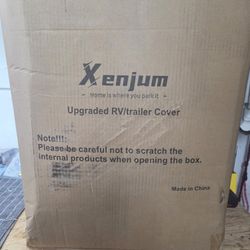 Xenjum
Home is where you park it
Upgraded RV/trailer Cover
Note!!!:
Please be careful not to scratch the
internal products when opening the box.
Made in China